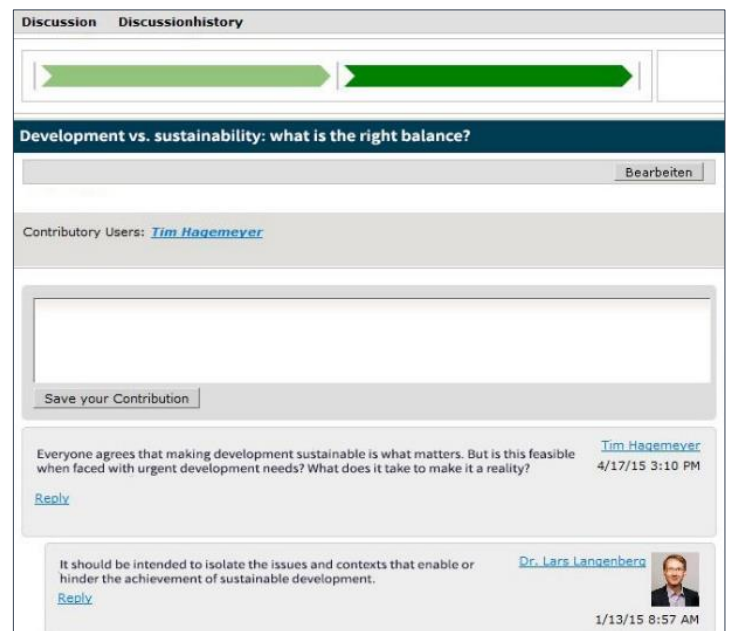 Discussion Discussionhistory
Development vs. sustainability: what is the right balance?
Bearbeiten
Contributory Users: Tim Hagemeyer
Save your Contribution
Everyone agrees that making development sustainable is what matters. But is this feasible
when faced with urgent development needs? What does it take to make it a reality?
Tim Hagemeyer
4/17/15 3:10 PM
Reply
It should be intended to isolate the issues and contexts that enable or
hinder the achievement of sustainable development.
Dr. Lars Langenberg
Reply
1/13/15 8:57 AM